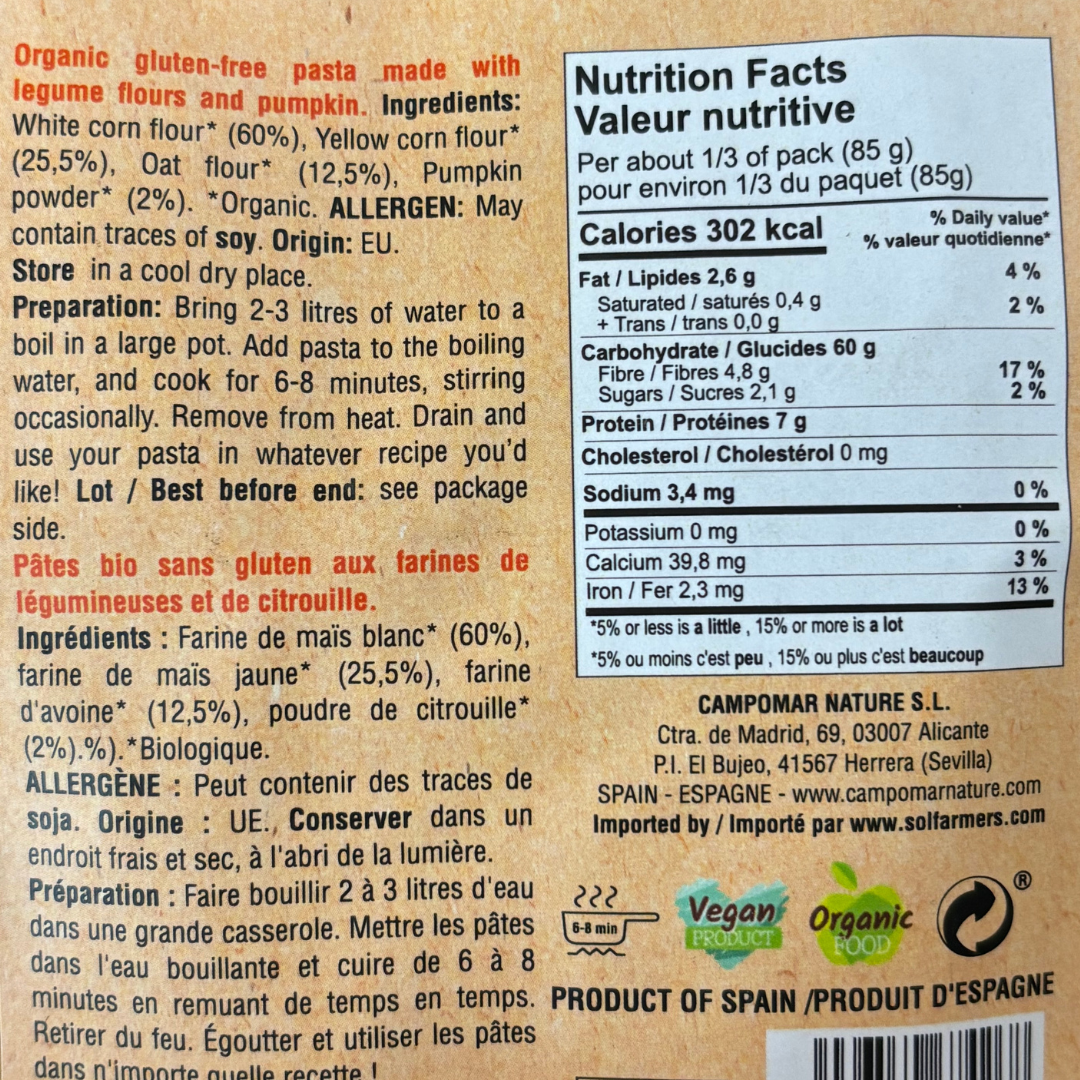 Organic gluten-free pasta made with
legume flours and pumpkin. Ingredients:
White corn flour* (60%), Yellow corn flour*
(25,5%), Oat flour* (12,5%), Pumpkin
powder* (2%). *Organic. ALLERGEN: May
contain traces of soy. Origin: EU.
Store in a cool dry place.
Preparation: Bring 2-3 litres of water to a
boil in a large pot. Add pasta to the boiling
water, and cook for 6-8 minutes, stirring
occasionally. Remove from heat. Drain and
use your pasta in whatever recipe you'd
like! Lot / Best before end: see package
side.
Pâtes bio sans gluten aux farines de
légumineuses et de citrouille.
Ingrédients : Farine de maïs blanc* (60%),
farine de maïs jaune* (25,5%), farine
d'avoine* (12,5%), poudre de citrouille*
(2%).%).*Biologique.
ALLERGÈNE : Peut contenir des traces de
soja. Origine : UE., Conserver dans un
endroit frais et sec, à l'abri de la lumière.
Préparation : Faire bouillir 2 à 3 litres d'eau
dans une grande casserole. Mettre les pâtes
dans l'eau bouillante et cuire de 6 à 8
minutes en remuant de temps en temps.
Retirer du feu. Égoutter et utiliser les pâtes
dans n'importe quelle recette !
Nutrition Facts
Valeur nutritive
Per about 1/3 of pack (85 g)
pour environ 1/3 du paquet (85g)
Calories 302 kcal
% Daily value*
% valeur quotidienne*
Fat / Lipides 2,6 g 4 %
Saturated / saturés 0,4 g 2 %
+ Trans / trans 0,0 g
Carbohydrate / Glucides 60 g
Fibre / Fibres 4,8 g 17 %
Sugars / Sucres 2,1 g 2 %
Protein / Protéines 7 g
Cholesterol / Cholestérol 0 mg
Sodium 3,4 mg 0 %
Potassium 0 mg 0 %
Calcium 39,8 mg 3 %
Iron / Fer 2,3 mg 13 %
*5% or less is a little , 15% or more is a lot
*5% ou moins c'est peu , 15% ou plus c'est beaucoup
CAMPOMAR NATURE S.L.
Ctra. de Madrid, 69, 03007 Alicante
P.I. El Bujeo, 41567 Herrera (Sevilla)
SPAIN - ESPAGNE - www.campomarnature.com
Imported by / Importé par www.solfarmers.com
6-8 min
Vegan
PRODUCT
Organic
FOOD
®
PRODUCT OF SPAIN /PRODUIT D'ESPAGNE